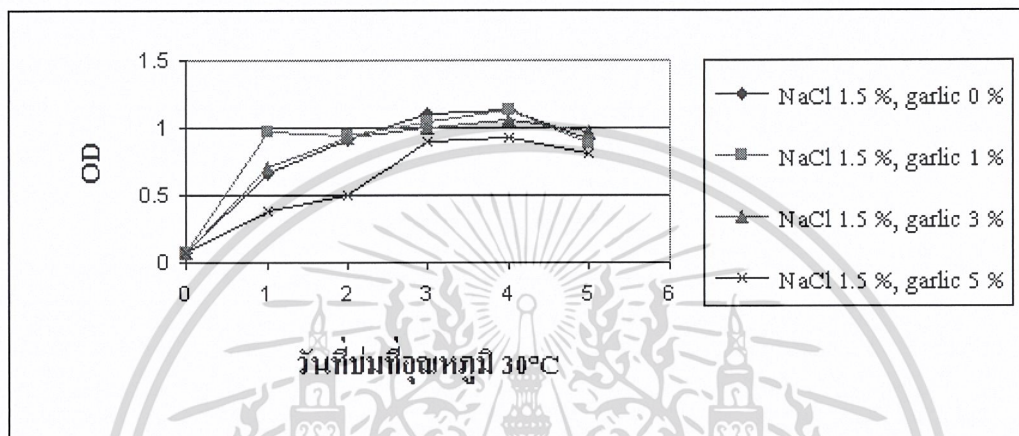 1.5
1
0.5
0
OD
0 1 2 3 4 5 6
วันที่บ่มที่อุณหภูมิ 30°C
NaCl 1.5 %, garlic 0 %
NaCl 1.5 %, garlic 1 %
NaCl 1.5 %, garlic 3 %
NaCl 1.5 %, garlic 5 %